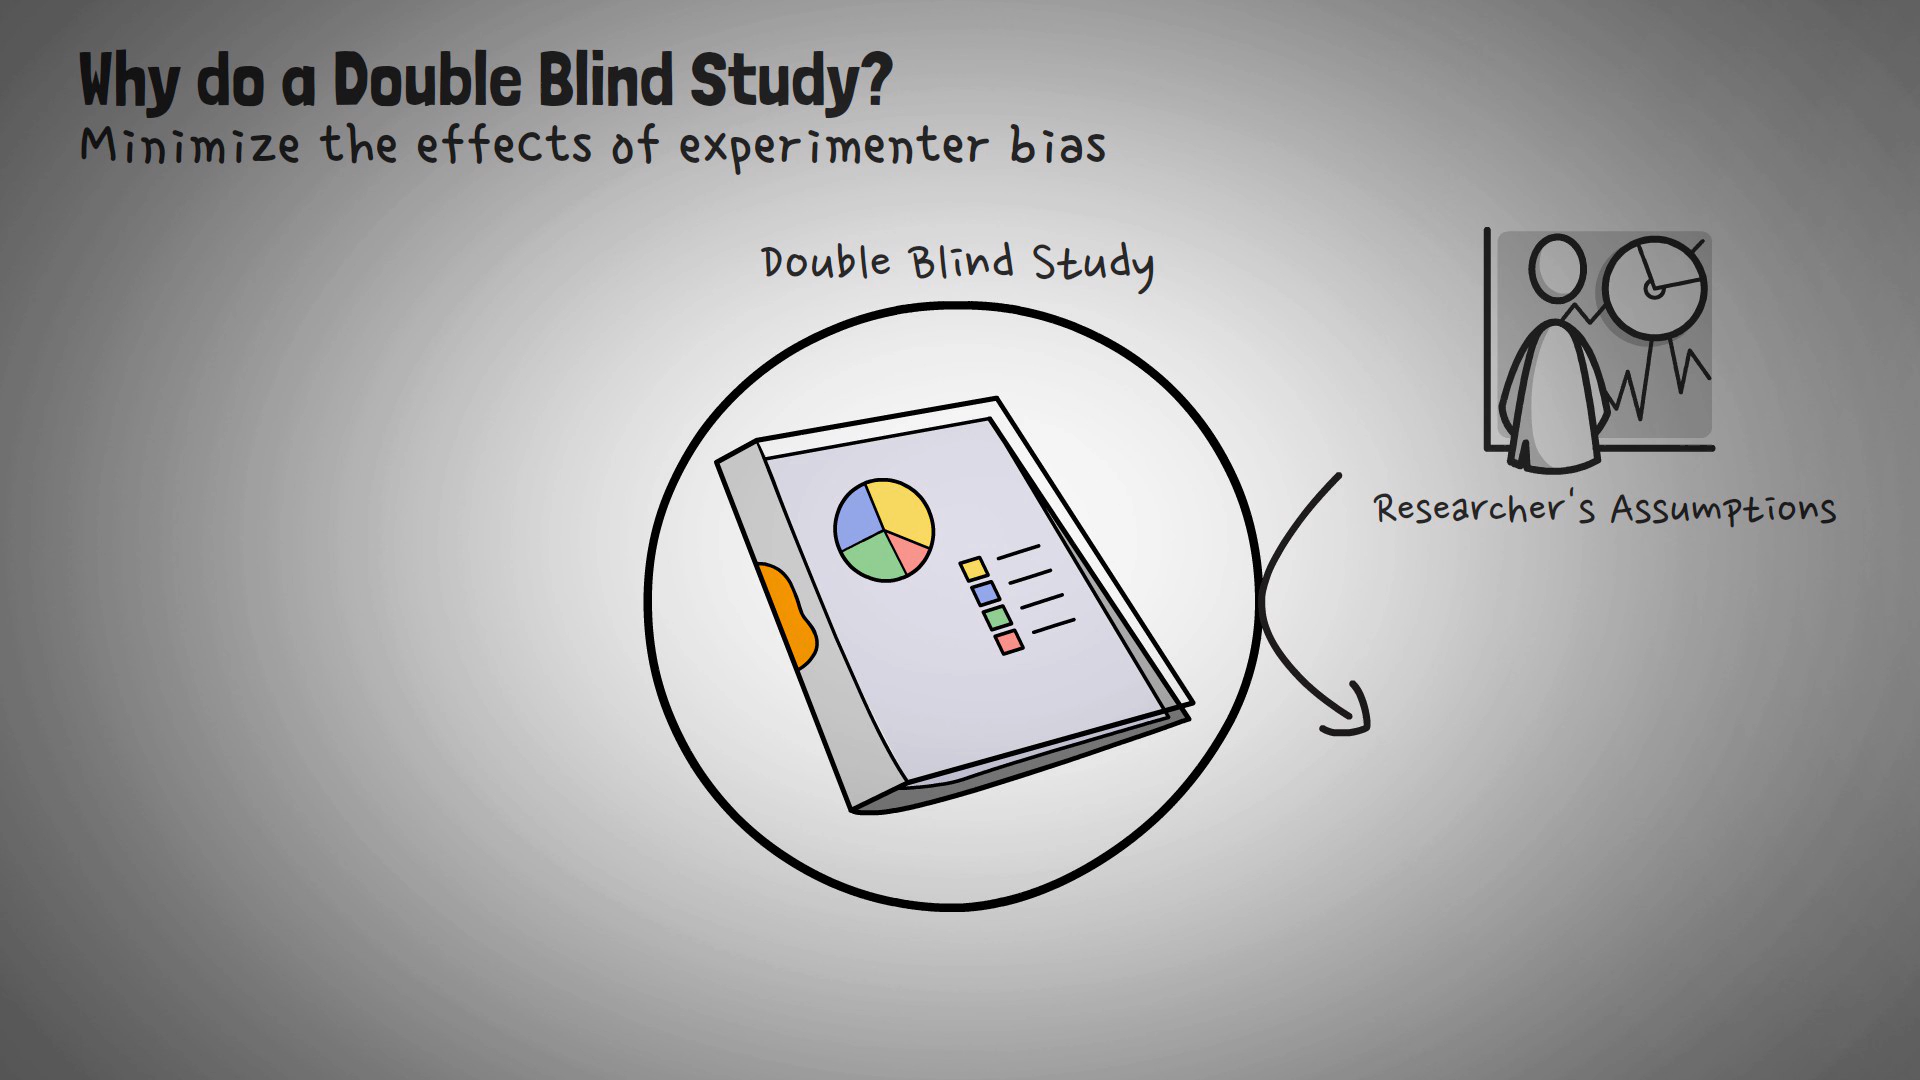 Why do a Double Blind Study?
Minimize the effects of experimenter bias
Double Blind Study
Researcher's Assumptions